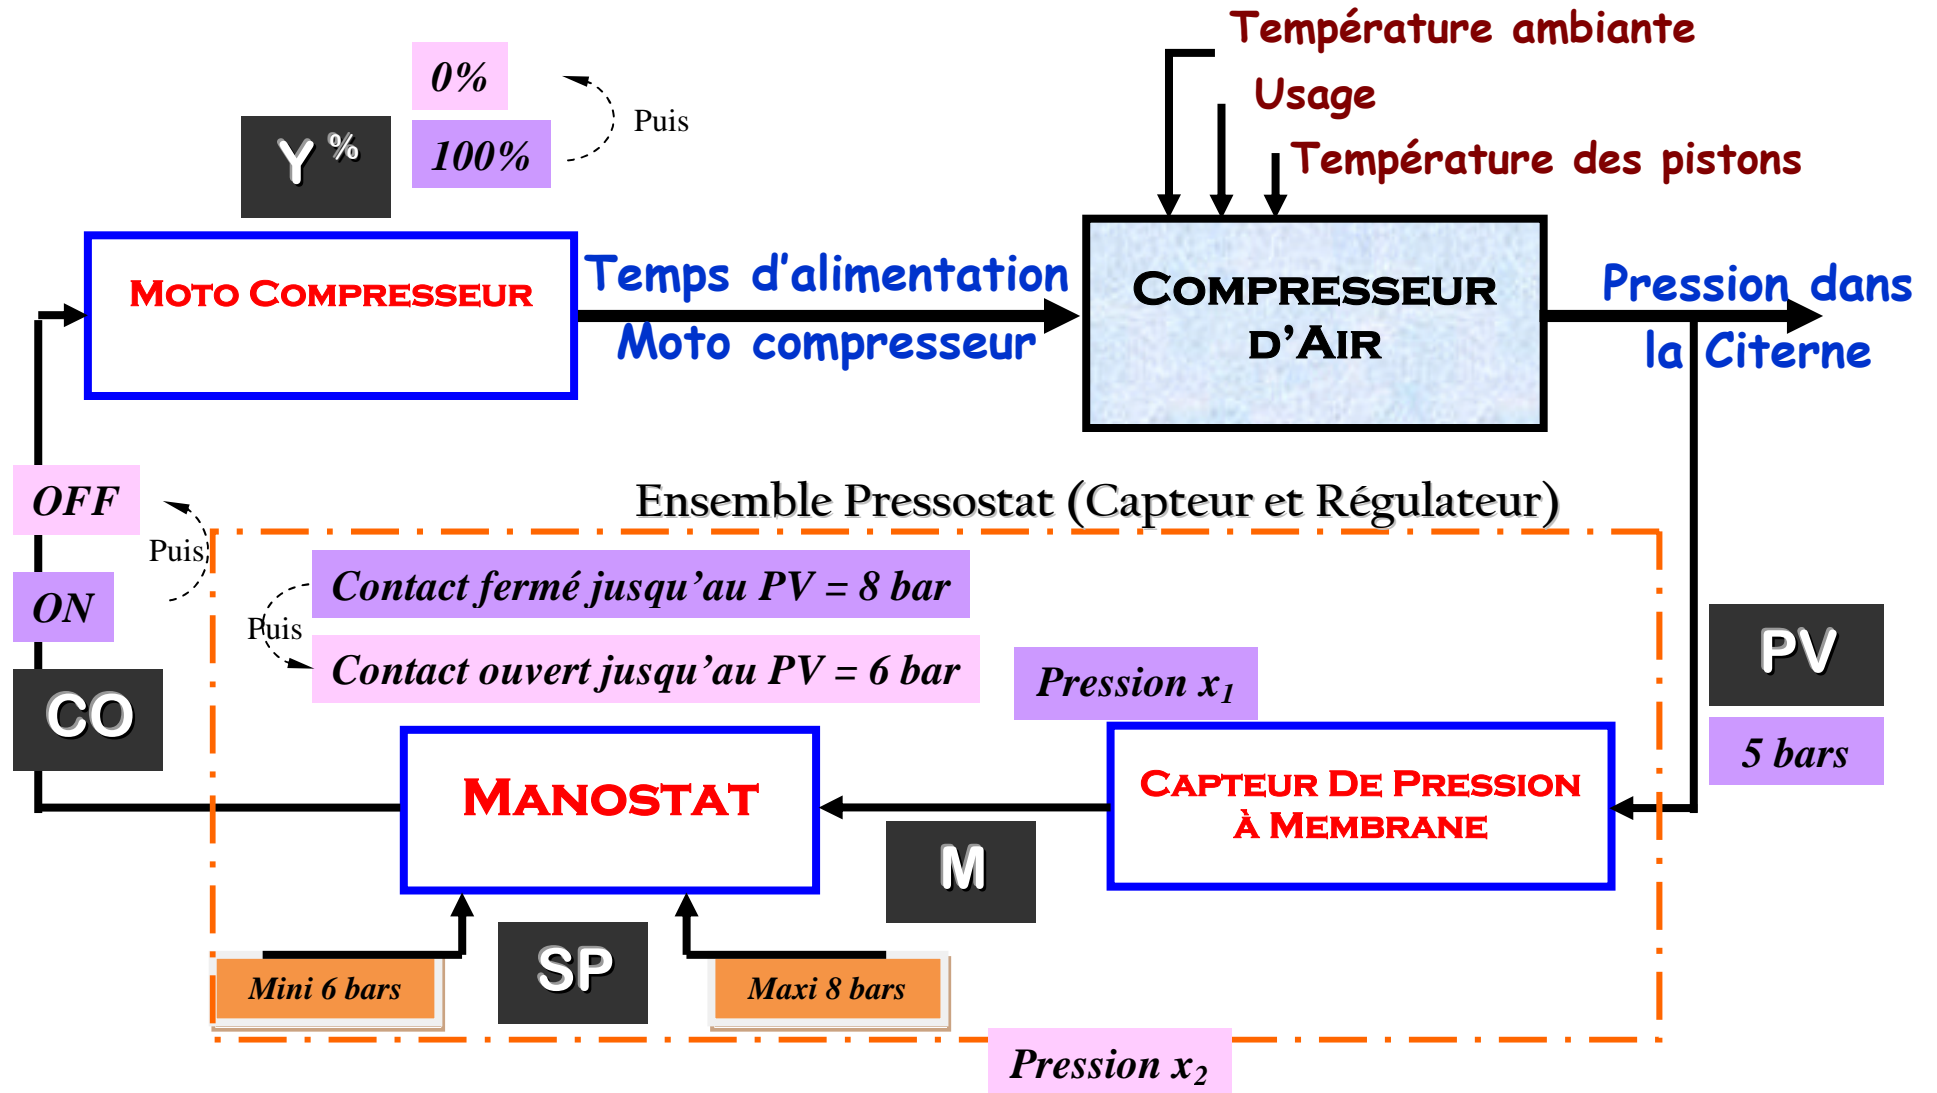 Température ambiante
Usage
Température des pistons
0%
100%
Puis
Y %
MOTO COMPRESSEUR
Temps d’alimentation
Moto compresseur
COMPRESSEUR
D’AIR
Pression dans
la Citerne
OFF
Puis
ON
CO
Ensemble Pressostat (Capteur et Régulateur)
Contact fermé jusqu’au PV = 8 bar
Puis
Contact ouvert jusqu’au PV = 6 bar
Pression x1
PV
5 bars
MANOSTAT
CAPTEUR DE PRESSION
À MEMBRANE
M
SP
Mini 6 bars
Maxi 8 bars
Pression x2